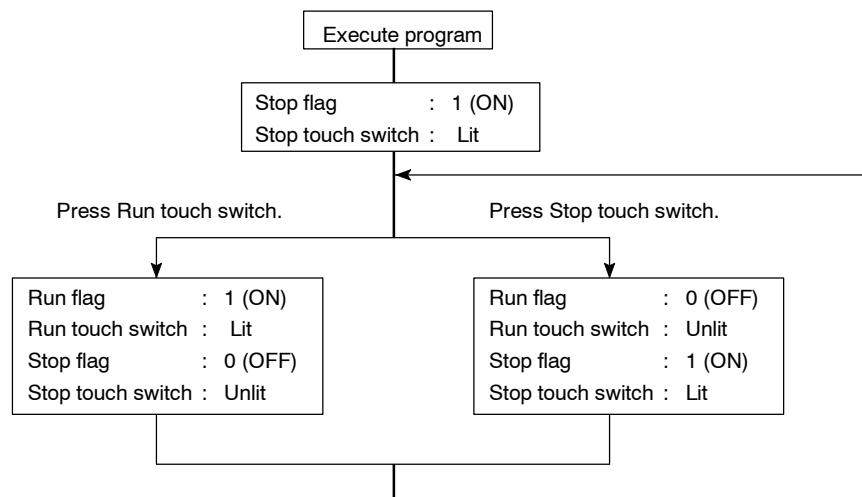 Execute program
Stop flag : 1 (ON)
Stop touch switch : Lit
Press Run touch switch.
Press Stop touch switch.
Run flag : 1 (ON)
Run touch switch : Lit
Stop flag : 0 (OFF)
Stop touch switch : Unlit
Run flag : 0 (OFF)
Run touch switch : Unlit
Stop flag : 1 (ON)
Stop touch switch : Lit